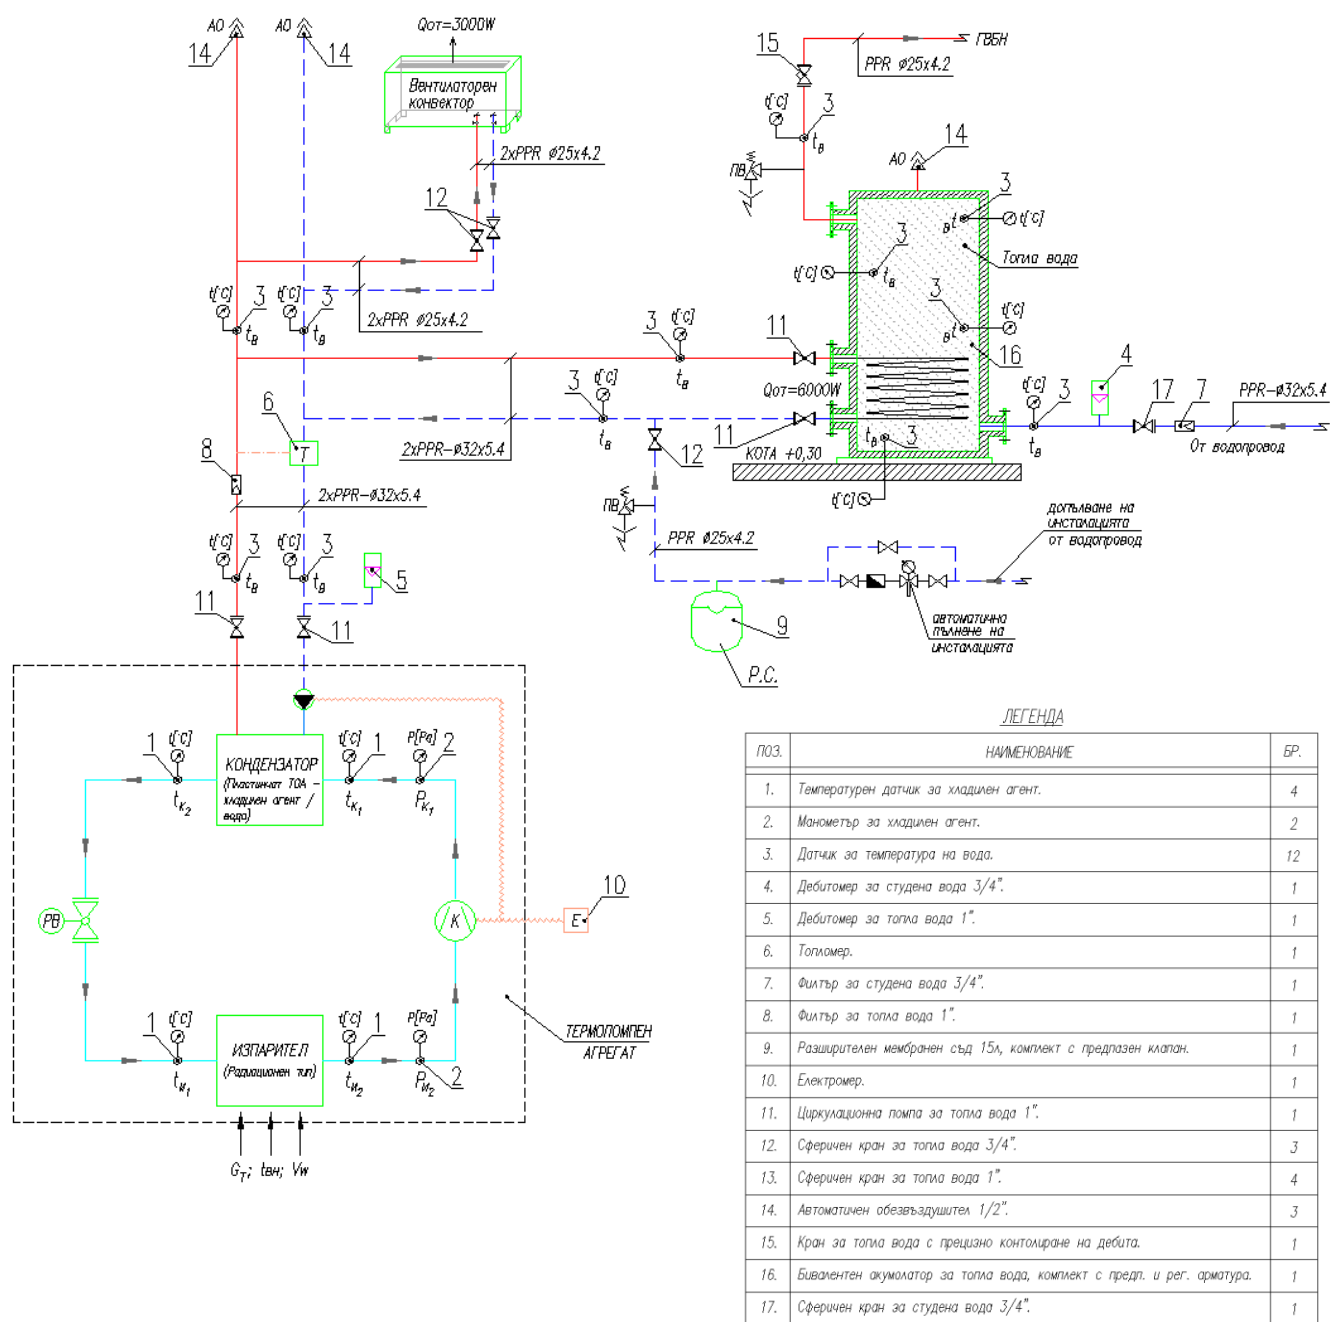 АО
АО
14
14
Qот=3000W
Вентилаторен
конвектор
2xPPR ϕ25x4.2
12
t[°C]
3
tв
t[°C]
3
tв
2xPPR ϕ25x4.2
15
PPR ϕ25x4.2
ГВБН
t[°C]
3
tв
ПВ
АО
14
3
tв
t[°C]
Топла вода
3
t[°C]
tв
3
tв
t[°C]
16
3
t[°C]
tв
11
Qот=6000W
3
t[°C]
tв
11
2xPPR-ϕ32x5.4
12
КОТА +0,30
tв
3
t[°C]
t[°C]
3
tв
4
17
7
PPR-ϕ32x5.4
От водопровод
6
T
8
2xPPR-ϕ32x5.4
t[°C]
3
tв
t[°C]
3
tв
5
11
11
ПВ
PPR ϕ25x4.2
допълване на
инсталацията
от водопровод
9
Р.С.
автоматична
пълнене на
инсталацията
1
t[°C]
tК2
КОНДЕНЗАТОР
(Пластинчат ТОА –
хладилен агент /
вода)
t[°C]
1
tК1
P[Pa]
2
PК1
РВ
К
Е
10
1
t[°C]
tИ1
ИЗПАРИТЕЛ
(Радиационен тип)
t[°C]
1
tИ2
P[Pa]
2
PИ2
ТЕРМОПОМПЕН
АГРЕГАТ
GТ; tвн; Vw
ЛЕГЕНДА
ПОЗ. НАИМЕНОВАНИЕ БР.
1. Температурен датчик за хладилен агент. 4
2. Манометър за хладилен агент. 2
3. Датчик за температура на вода. 12
4. Дебитомер за студена вода 3/4". 1
5. Дебитомер за топла вода 1". 1
6. Топломер. 1
7. Филтър за студена вода 3/4". 1
8. Филтър за топла вода 1". 1
9. Разширителен мембранен съд 15л, комплект с предпазен клапан. 1
10. Електромер. 1
11. Циркулационна помпа за топла вода 1". 1
12. Сферичен кран за топла вода 3/4". 3
13. Сферичен кран за топла вода 1". 4
14. Автоматичен обезвъздушител 1/2". 3
15. Кран за топла вода с прецизно контолиране на дебита. 1
16. Бивалентен акумолатор за топла вода, комплект с предп. и рег. арматура. 1
17. Сферичен кран за студена вода 3/4". 1